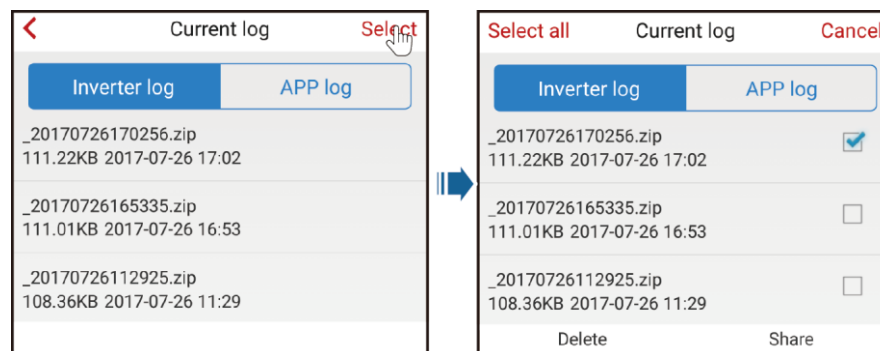 Current log Select
Inverter log APP log
_20170726170256.zip
111.22KB 2017-07-26 17:02
_20170726165335.zip
111.01KB 2017-07-26 16:53
_20170726112925.zip
108.36KB 2017-07-26 11:29
Select all Current log Cancel
Inverter log APP log
_20170726170256.zip
111.22KB 2017-07-26 17:02
_20170726165335.zip
111.01KB 2017-07-26 16:53
_20170726112925.zip
108.36KB 2017-07-26 11:29
Delete Share